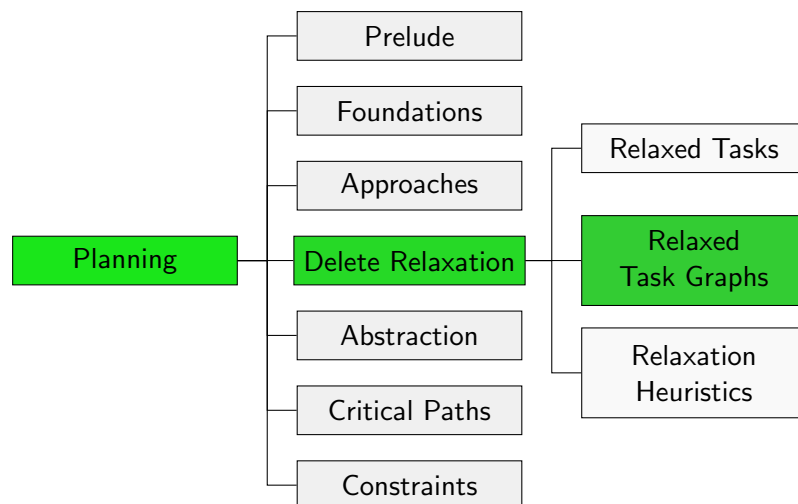 Prelude
Foundations
Approaches
Planning
Delete Relaxation
Abstraction
Critical Paths
Constraints
Relaxed Tasks
Relaxed
Task Graphs
Relaxation
Heuristics